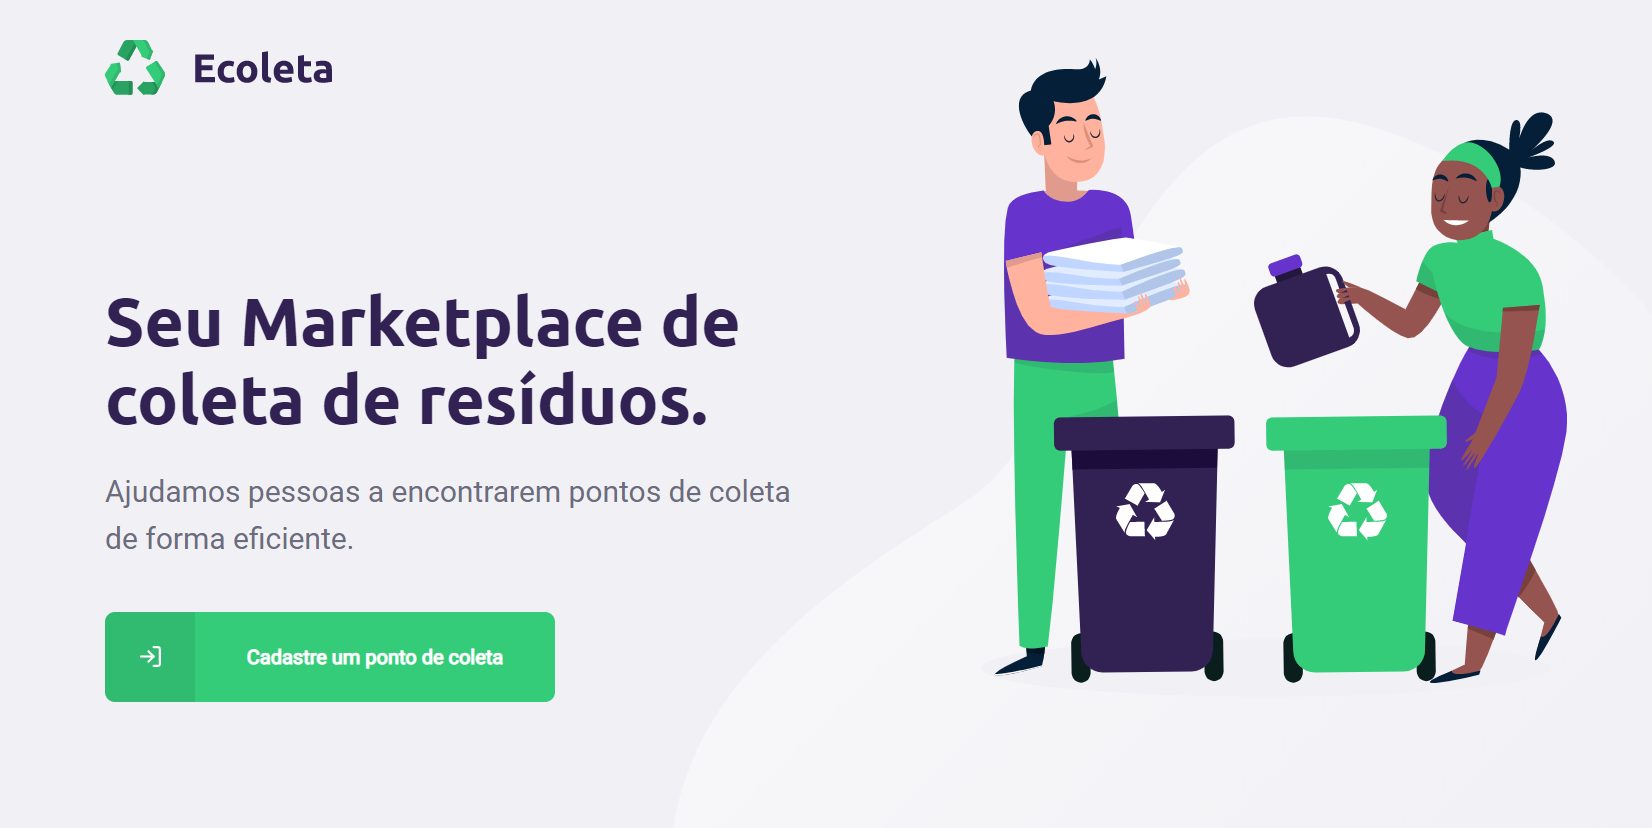 Ecoleta
Seu Marketplace de
coleta de resíduos.
Ajudamos pessoas a encontrarem pontos de coleta
de forma eficiente.
Cadastre um ponto de coleta